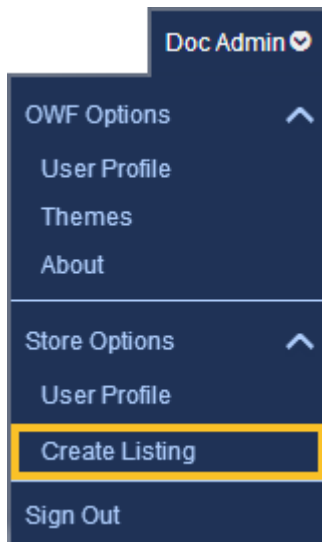 Doc Admin
OWF Options
User Profile
Themes
About
Store Options
User Profile
Create Listing
Sign Out